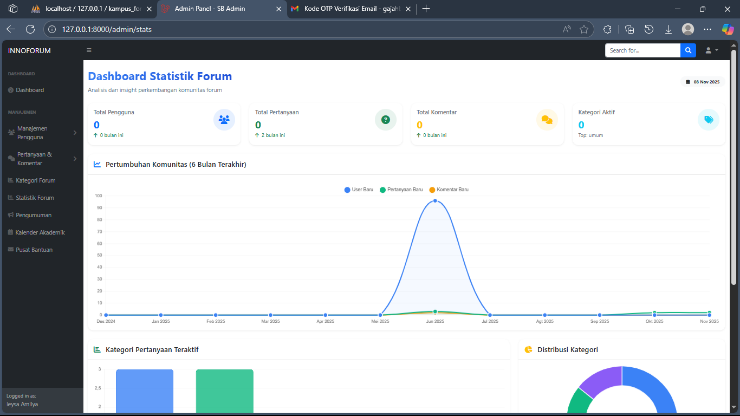 localhost / 127.0.0.1 / kampus_for
Admin Panel - SB Admin
Kode OTP Verifikasi Email - gajahl
127.0.0.1:8000/admin/stats
INNOFORUM
Search for...
DASHBOARD
Dashboard
MANAJEMEN
Manajemen
Pengguna
Pertanyaan &
Komentar
Kategori Forum
Statistik Forum
Pengumuman
Kalender Akademik
Pusat Bantuan
Logged in as:
Dashboard Statistik Forum
Analisis dan insight perkembangan komunitas forum
06 Nov 2025
Total Pengguna
0
↑ 0 bulan ini
Total Pertanyaan
0
↑ 2 bulan ini
Total Komentar
0
↑ 0 bulan ini
Kategori Aktif
0
Top: umum
Pertumbuhan Komunitas (6 Bulan Terakhir)
User Baru Pertanyaan Baru Komentar Baru
100
90
80
70
60
50
40
30
20
10
0
Des 2024 Jan 2025 Feb 2025 Mar 2025 Apr 2025 Mei 2025 Jun 2025 Jul 2025 Agt 2025 Sep 2025 Okt 2025 Nov 2025
Kategori Pertanyaan Teraktif
3
2.5
2
Distribusi Kategori